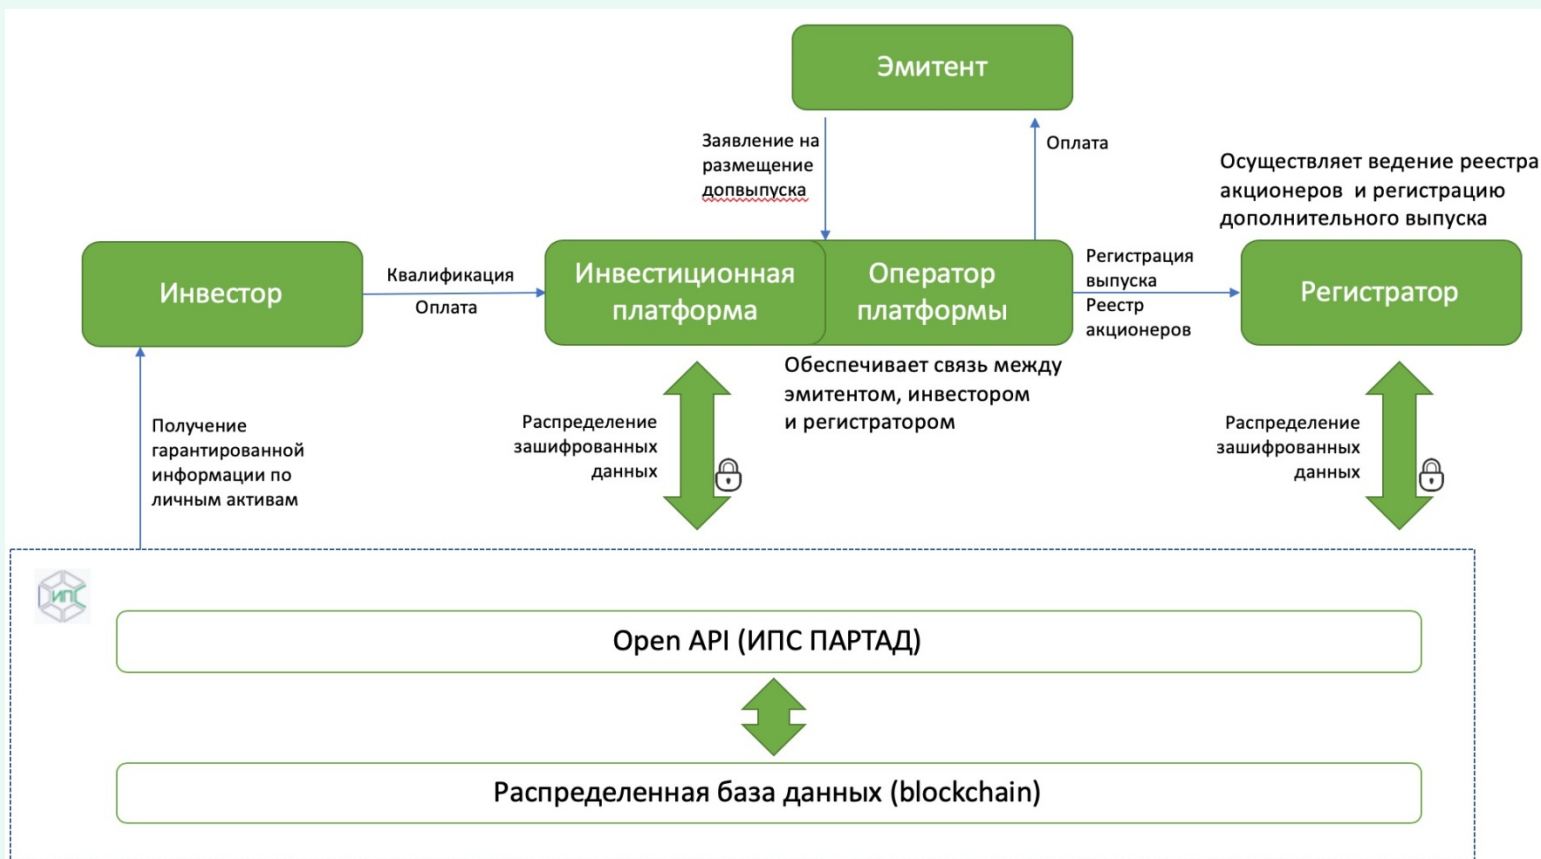 Эмитент
Заявление на
размещение
допвыпуска
Оплата
Осуществляет ведение реестра
акционеров и регистрацию
дополнительного выпуска
Инвестор
Квалификация
Оплата
Инвестиционная
платформа
Оператор
платформы
Регистрация
выпуска
Реестр
акционеров
Регистратор
Обеспечивает связь между
эмитентом, инвестором
и регистратором
Получение
гарантированной
информации по
личным активам
Распределение
зашифрованных
данных
Распределение
зашифрованных
данных
ИПС
Open API (ИПС ПАРТАД)
Распределенная база данных (blockchain)